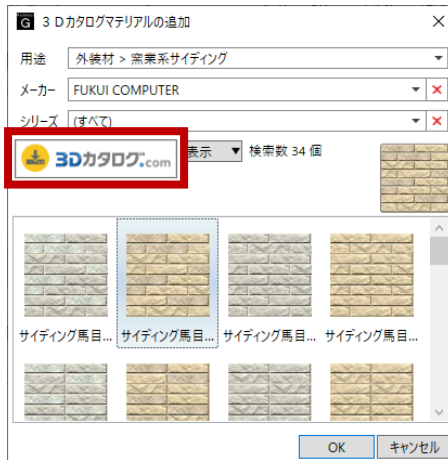 G 3Dカタログマテリアルの追加
用途 外装材 > 窯業系サイディング
メーカー FUKUI COMPUTER
シリーズ (すべて)
3Dカタログ.com 表示 検索数 34 個
サイディング馬目... サイディング馬目... サイディング馬目... サイディング馬目...
OK キャンセル